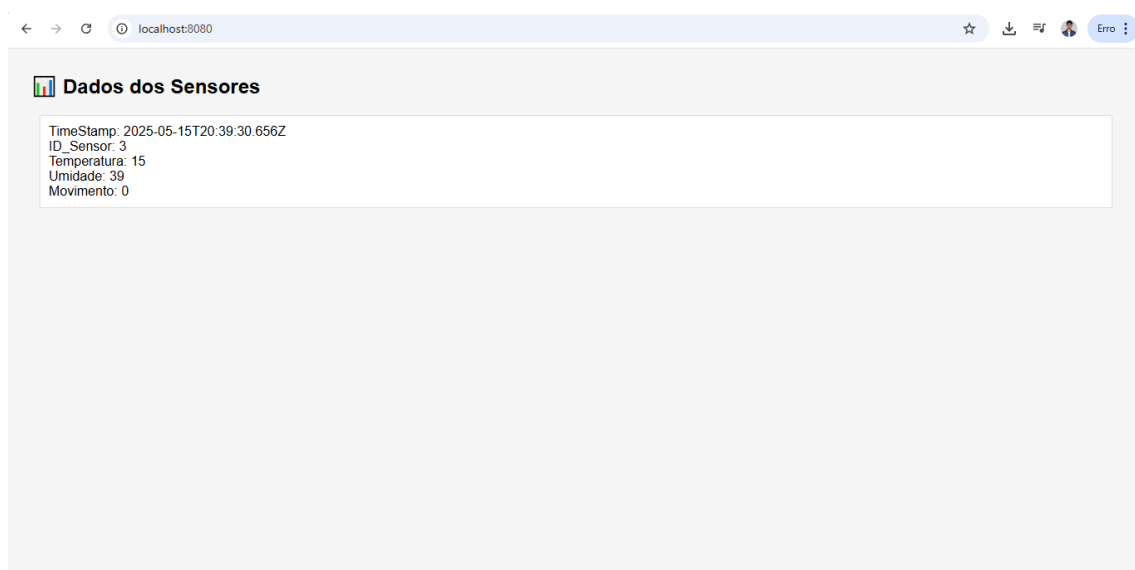 localhost:8080
Erro
Dados dos Sensores
TimeStamp: 2025-05-15T20:39:30.656Z
ID_Sensor: 3
Temperatura: 15
Umidade: 39
Movimento: 0